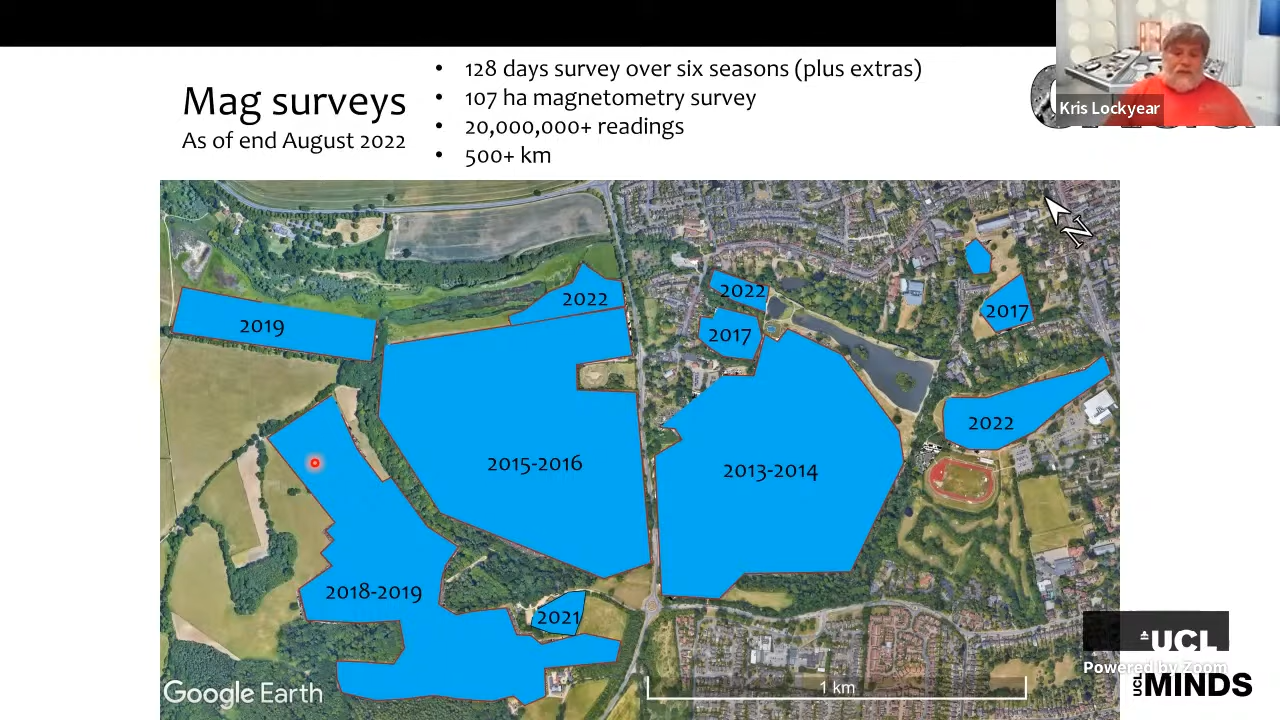 Mag surveys
As of end August 2022
• 128 days survey over six seasons (plus extras)
• 107 ha magnetometry survey
• 20,000,000+ readings
• 500+ km
Kris Lockyear
N
2022
2022
2019
2017
2017
2022
2015-2016
2013-2014
2018-2019
2021
Google Earth
1 km
UCL
Powered by Zoom
UCL MINDS